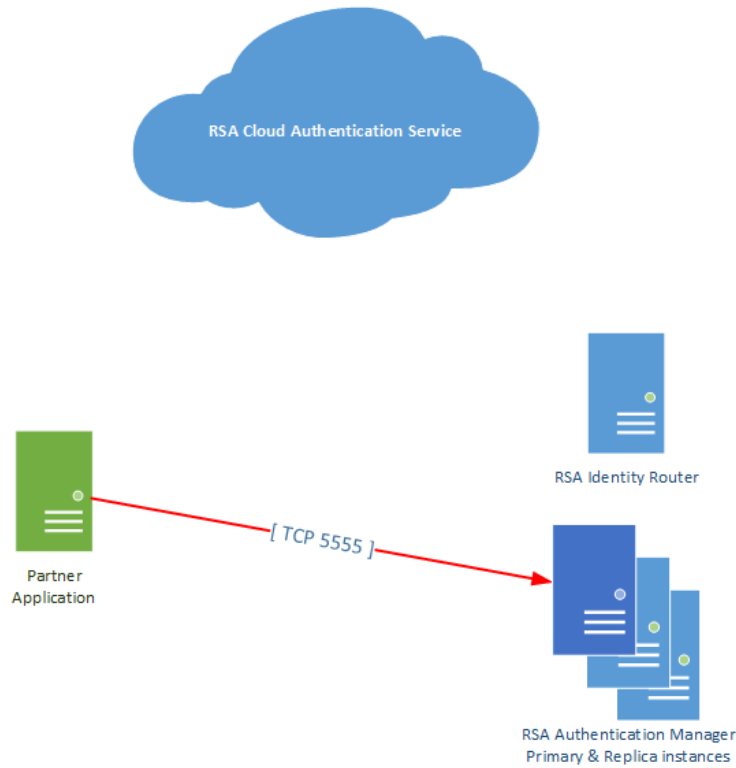 RSA Cloud Authentication Service
RSA Identity Router
[ TCP 5555 ]
Partner
Application
RSA Authentication Manager
Primary & Replica instances